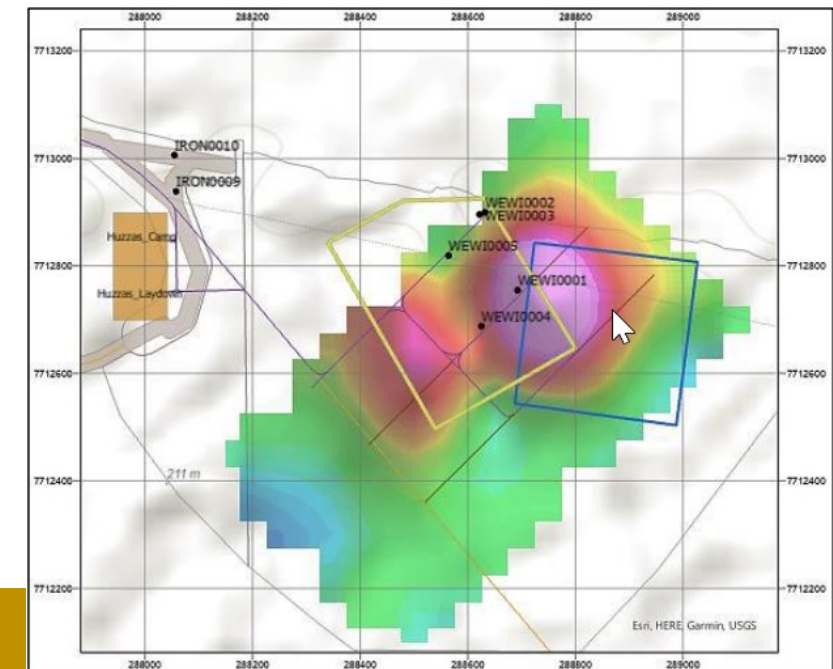 288000 288200 288400 288600 288800 289000
7713200 7713200
7713000 7713000
7712800 7712800
7712600 7712600
7712400 7712400
7712200 7712200
IRON0010
IRON0009
WEWI0002
WEWI0003
Huzzas_Camp
WEWI0005
WEWI0001
Huzzas_Laydown
WEWI0004
211 m
Esri, HERE, Garmin, USGS
288000 288200 288400 288600 288800 289000